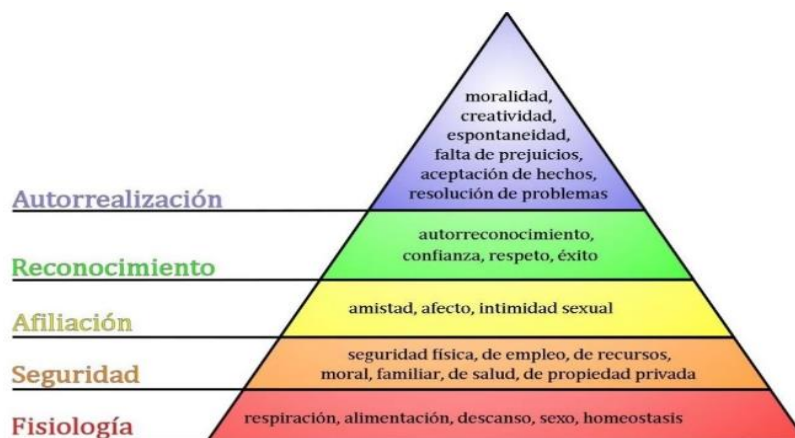 moralidad,
creatividad,
espontaneidad,
falta de prejuicios,
aceptación de hechos,
resolución de problemas
Autorrealización
autorreconocimiento,
confianza, respeto, éxito
Reconocimiento
amistad, afecto, intimidad sexual
Afiliación
seguridad física, de empleo, de recursos,
moral, familiar, de salud, de propiedad privada
Seguridad
respiración, alimentación, descanso, sexo, homeostasis
Fisiología